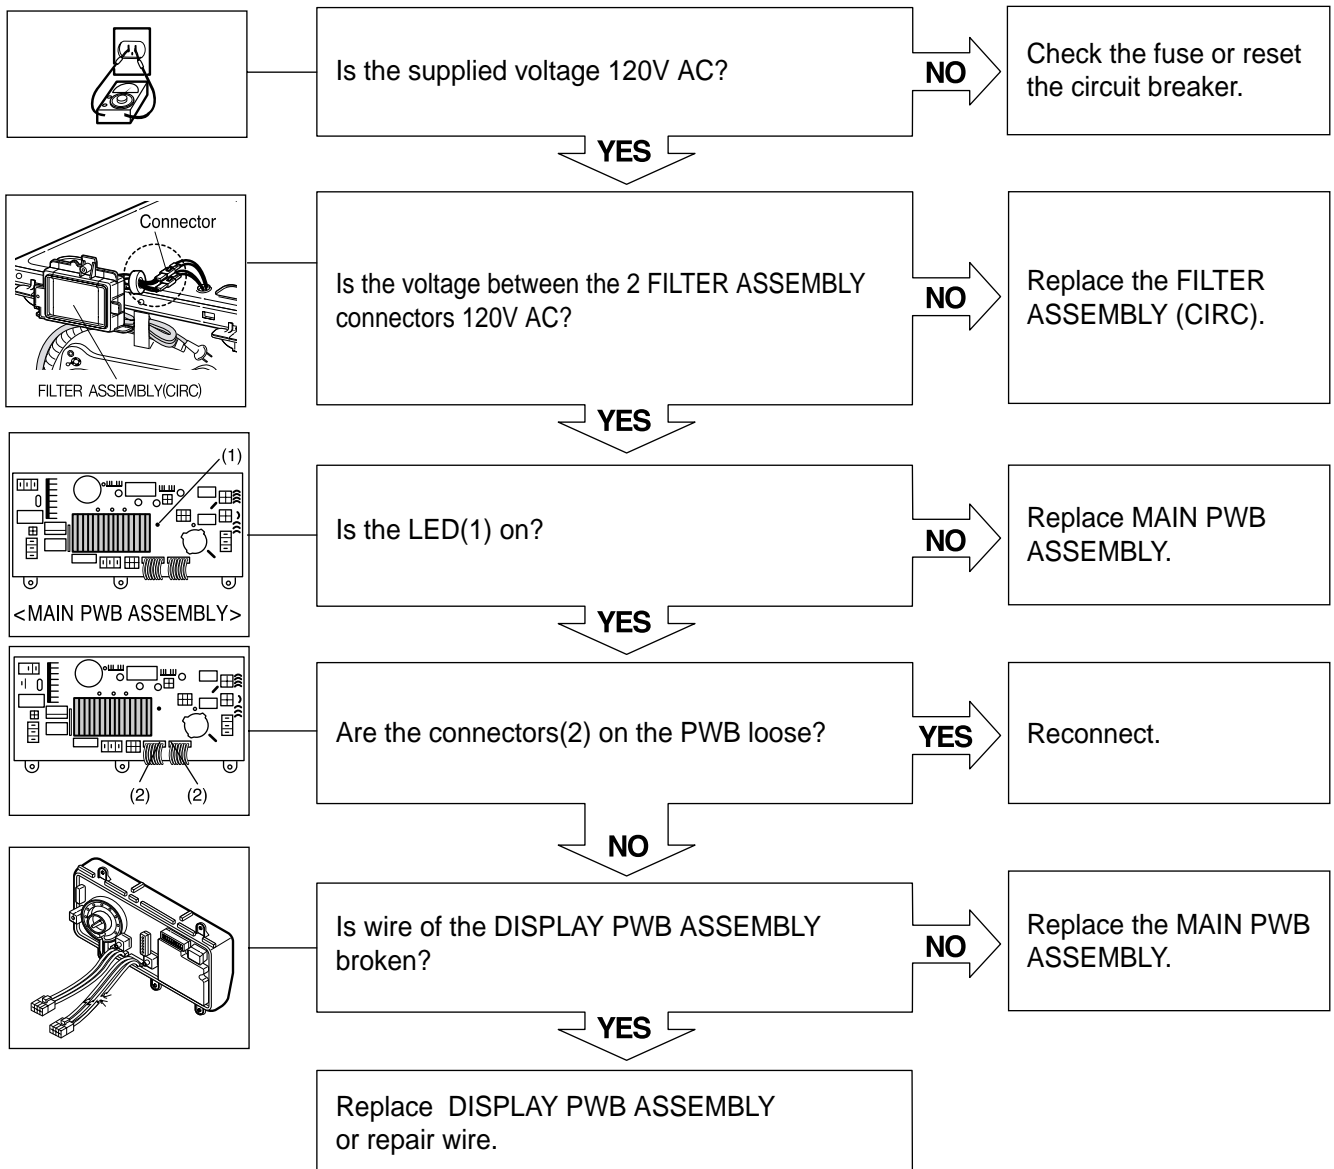 Is the supplied voltage 120V AC?
NO
Check the fuse or reset
the circuit breaker.
YES
Connector
FILTER ASSEMBLY(CIRC)
Is the voltage between the 2 FILTER ASSEMBLY
connectors 120V AC?
NO
Replace the FILTER
ASSEMBLY (CIRC).
YES
(1)
<MAIN PWB ASSEMBLY>
Is the LED(1) on?
NO
Replace MAIN PWB
ASSEMBLY.
YES
(2) (2)
Are the connectors(2) on the PWB loose?
YES
Reconnect.
NO
Is wire of the DISPLAY PWB ASSEMBLY
broken?
NO
Replace the MAIN PWB
ASSEMBLY.
YES
Replace DISPLAY PWB ASSEMBLY
or repair wire.